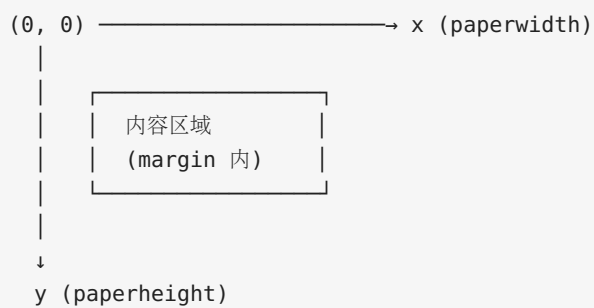 (0, 0) → x (paperwidth)
内容区域
(margin 内)
↓
y (paperheight)